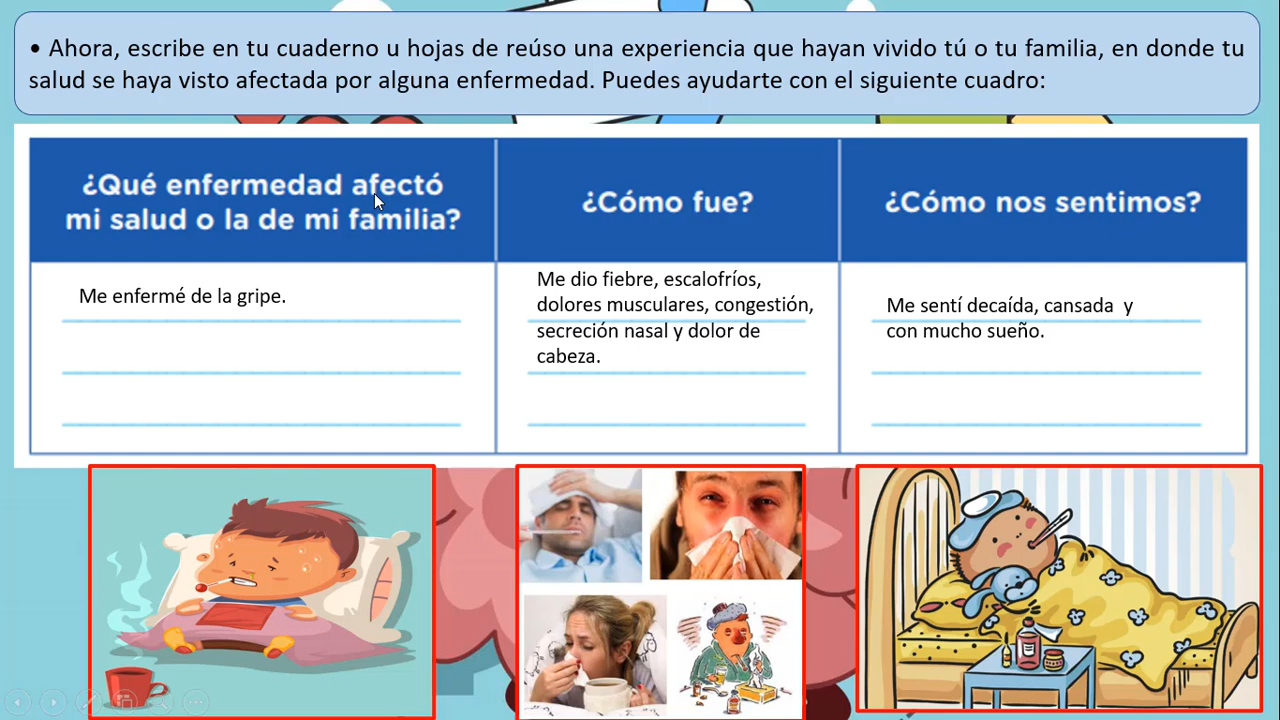 • Ahora, escribe en tu cuaderno u hojas de reúso una experiencia que hayan vivido tú o tu familia, en donde tu
salud se haya visto afectada por alguna enfermedad. Puedes ayudarte con el siguiente cuadro:
¿Qué enfermedad afectó
mi salud o la de mi familia?
¿Cómo fue?
¿Cómo nos sentimos?
Me enfermé de la gripe.
Me dio fiebre, escalofríos,
dolores musculares, congestión,
secreción nasal y dolor de
cabeza.
Me sentí decaída, cansada y
con mucho sueño.